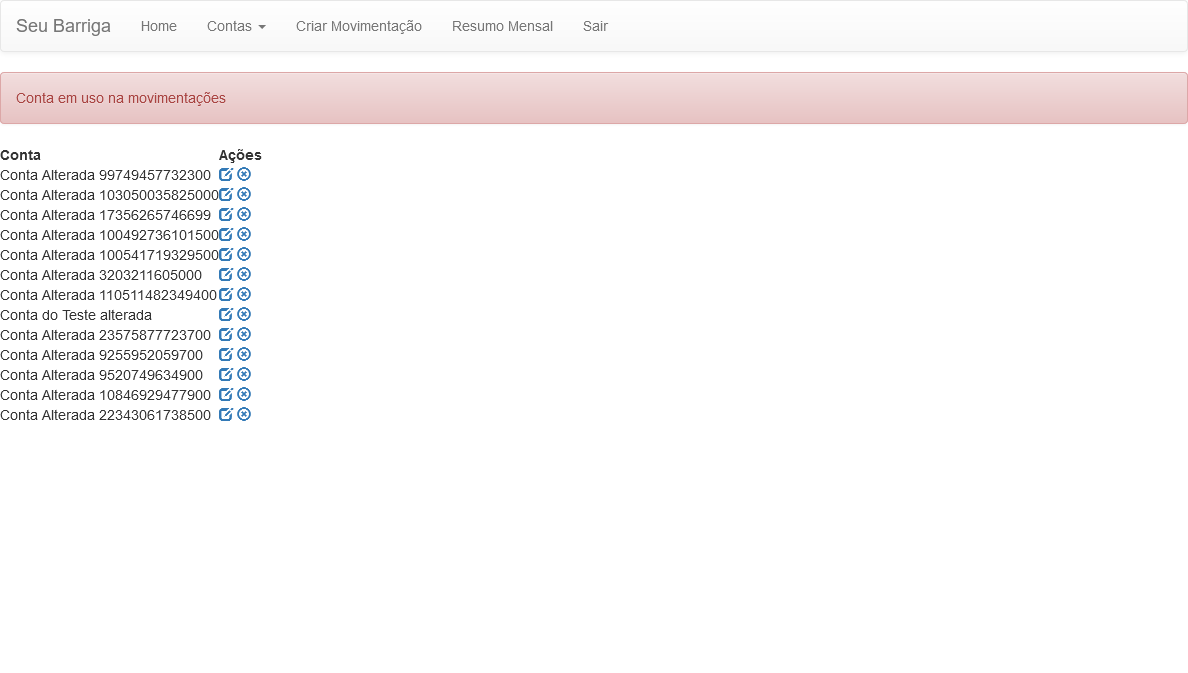 Seu Barriga Home Contas Criar Movimentação Resumo Mensal Sair
Conta em uso na movimentações
Conta Ações
Conta Alterada 99749457732300
Conta Alterada 103050035825000
Conta Alterada 17356265746699
Conta Alterada 100492736101500
Conta Alterada 100541719329500
Conta Alterada 3203211605000
Conta Alterada 110511482349400
Conta do Teste alterada
Conta Alterada 23575877723700
Conta Alterada 9255952059700
Conta Alterada 9520749634900
Conta Alterada 10846929477900
Conta Alterada 22343061738500